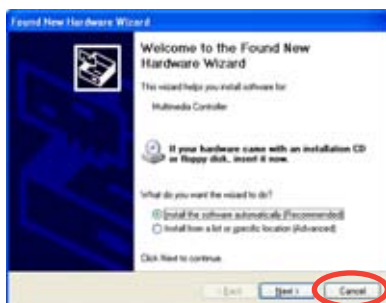 Found New Hardware Wizard
Welcome to the Found New
Hardware Wizard
This wizard helps you install software for:
Multimedia Controller
If your hardware came with an installation CD
or floppy disk, insert it now.
What do you want the wizard to do?
Install the software automatically (Recommended)
Install from a list or specific location (Advanced)
Click Next to continue.
< Back Next > Cancel